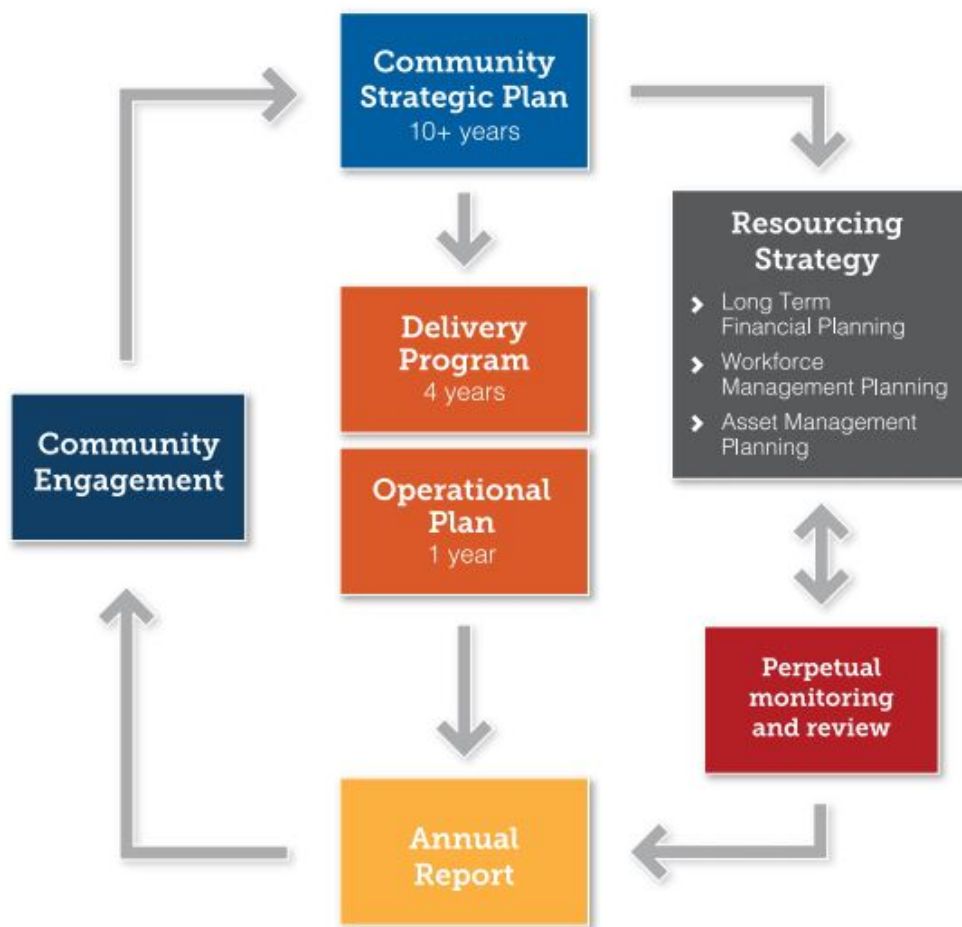 Community
Strategic Plan
10+ years
Resourcing
Strategy
Long Term
Financial Planning
Workforce
Management Planning
Asset Management
Planning
Delivery
Program
4 years
Community
Engagement
Operational
Plan
1 year
Perpetual
monitoring
and review
Annual
Report